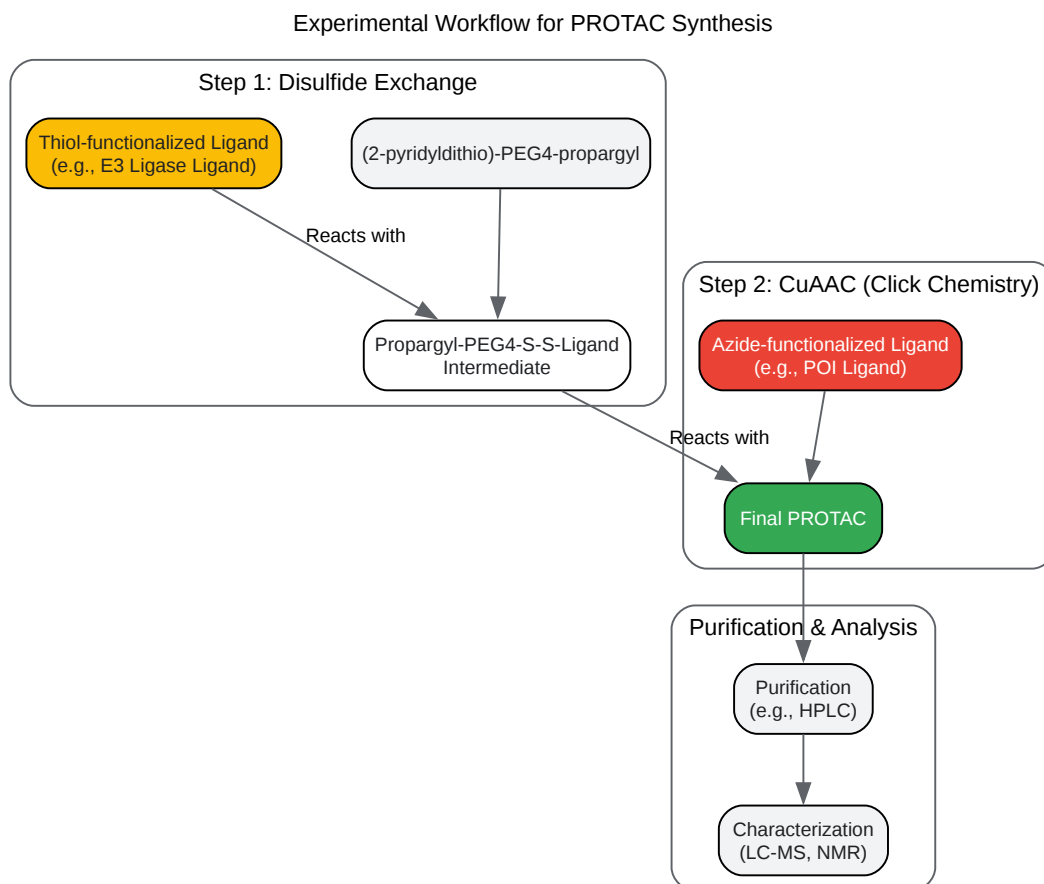 Experimental Workflow for PROTAC Synthesis
Step 1: Disulfide Exchange
Thiol-functionalized Ligand
(e.g., E3 Ligase Ligand)
(2-pyridyldithio)-PEG4-propargyl
Reacts with
Propargyl-PEG4-S-S-Ligand
Intermediate
Step 2: CuAAC (Click Chemistry)
Azide-functionalized Ligand
(e.g., POI Ligand)
Reacts with
Final PROTAC
Purification & Analysis
Purification
(e.g., HPLC)
Characterization
(LC-MS, NMR)